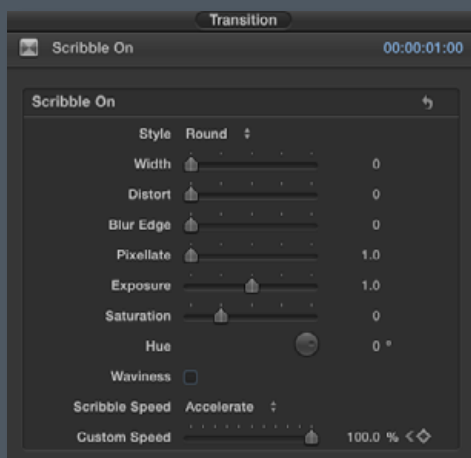 Transition
Scribble On 00:00:01:00
Scribble On
Style Round
Width 0
Distort 0
Blur Edge 0
Pixellate 1.0
Exposure 1.0
Saturation 0
Hue 0 °
Waviness
Scribble Speed Accelerate
Custom Speed 100.0 %